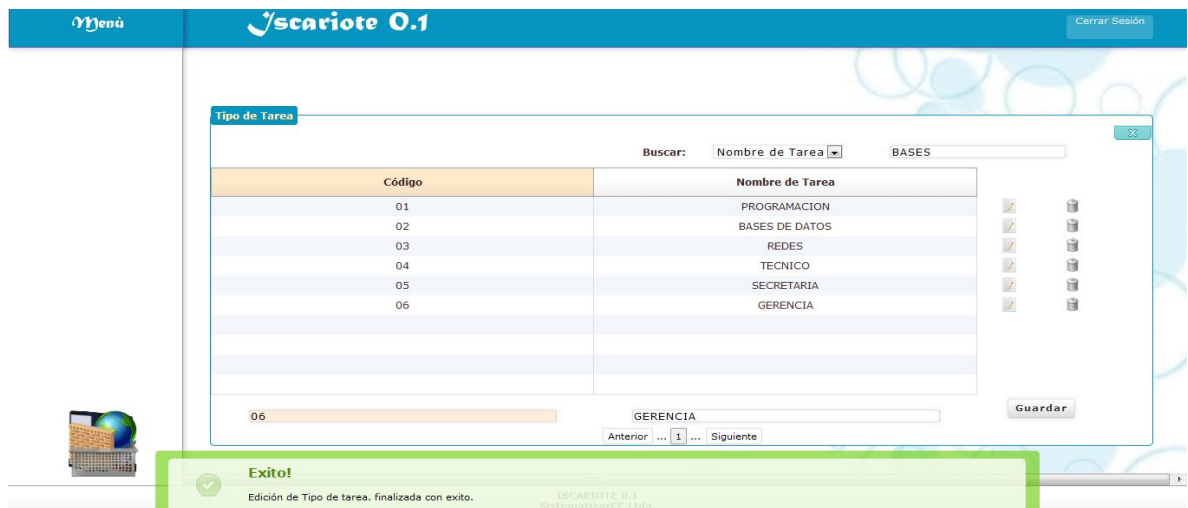 Menù
Iscariote 0.1
Cerrar Sesión
Tipo de Tarea
Buscar: Nombre de Tarea BASES
Código Nombre de Tarea
01 PROGRAMACION
02 BASES DE DATOS
03 REDES
04 TECNICO
05 SECRETARIA
06 GERENCIA
06 GERENCIA Guardar
Anterior ... 1 ... Siguiente
Exito!
Edición de Tipo de tarea. finalizada con exito.
ISCARIOTE 0.1